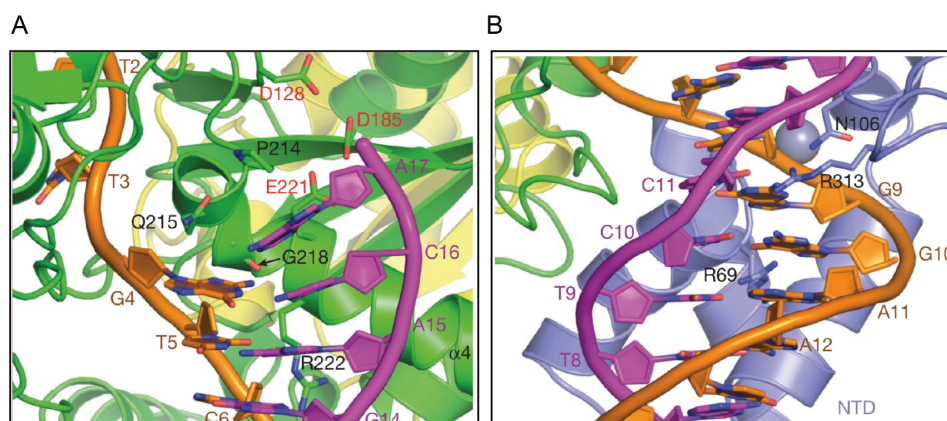 A
B
T2
D128
D185
P214
A17
T3
E221
Q215
G218
C16
G4
T5
A15
R222
α4
C6
G14
N106
C11
R313
G9
C10
G10
R69
T9
A11
A12
T8
NTD